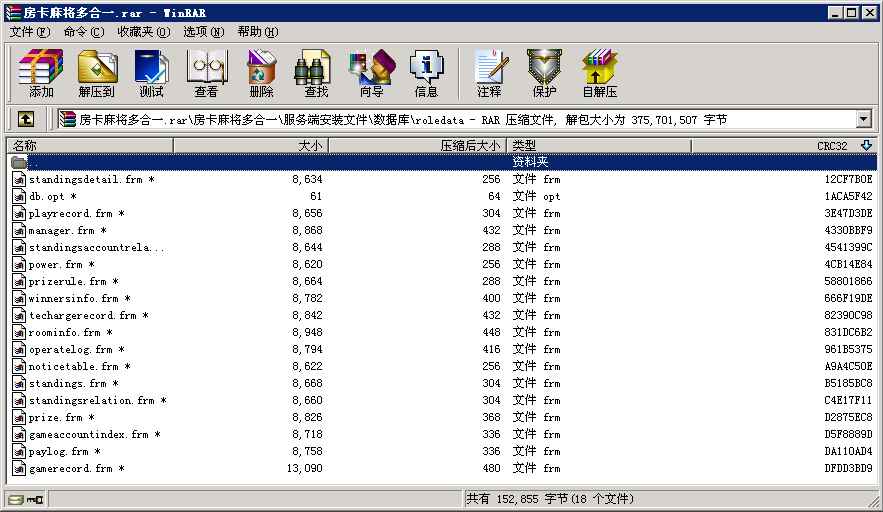 房卡麻将多合一.rar - WinRAR
文件(F) 命令(C) 收藏夹(O) 选项(N) 帮助(H)
添加 解压到 测试 查看 删除 查找 向导 信息 注释 保护 自解压
房卡麻将多合一.rar\房卡麻将多合一\服务端安装文件\数据库\roledata - RAR 压缩文件, 解包大小为 375,701,507 字节
名称 大小 压缩后大小 类型 CRC32
.. 资料夹
standingsdetail.frm * 8,634 256 文件 frm 12CF7B0E
db.opt * 61 64 文件 opt 1ACA5F42
playrecord.frm * 8,656 304 文件 frm 3E47D3DE
manager.frm * 8,868 432 文件 frm 4330BBF9
standingsaccountrela... 8,644 288 文件 frm 4541399C
power.frm * 8,620 256 文件 frm 4CB14E84
prizerule.frm * 8,664 288 文件 frm 58801866
winnersinfo.frm * 8,782 400 文件 frm 666F19DE
techargerecord.frm * 8,842 432 文件 frm 82390C98
roominfo.frm * 8,948 448 文件 frm 831DC6B2
operatelog.frm * 8,794 416 文件 frm 961B5375
noticetable.frm * 8,622 256 文件 frm A9A4C50E
standings.frm * 8,668 304 文件 frm B5185BC8
standingsrelation.frm * 8,660 304 文件 frm C4E17F11
prize.frm * 8,826 368 文件 frm D2875EC8
gameaccountindex.frm * 8,718 336 文件 frm D5F8889D
paylog.frm * 8,758 336 文件 frm DA110AD4
gamerecord.frm * 13,090 480 文件 frm DFDD3BD9
共有 152,855 字节(18 个文件)